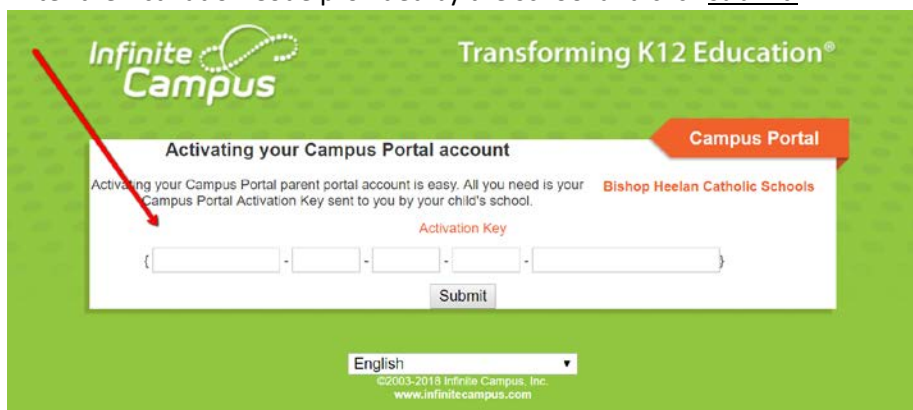 Infinite
Campus
Transforming K12 Education®
Campus Portal
Activating your Campus Portal account
Activating your Campus Portal parent portal account is easy. All you need is your
Campus Portal Activation Key sent to you by your child's school.
Bishop Heelan Catholic Schools
Activation Key
{ - - - - }
Submit
English
©2003-2018 Infinite Campus, Inc.
www.infinitecampus.com